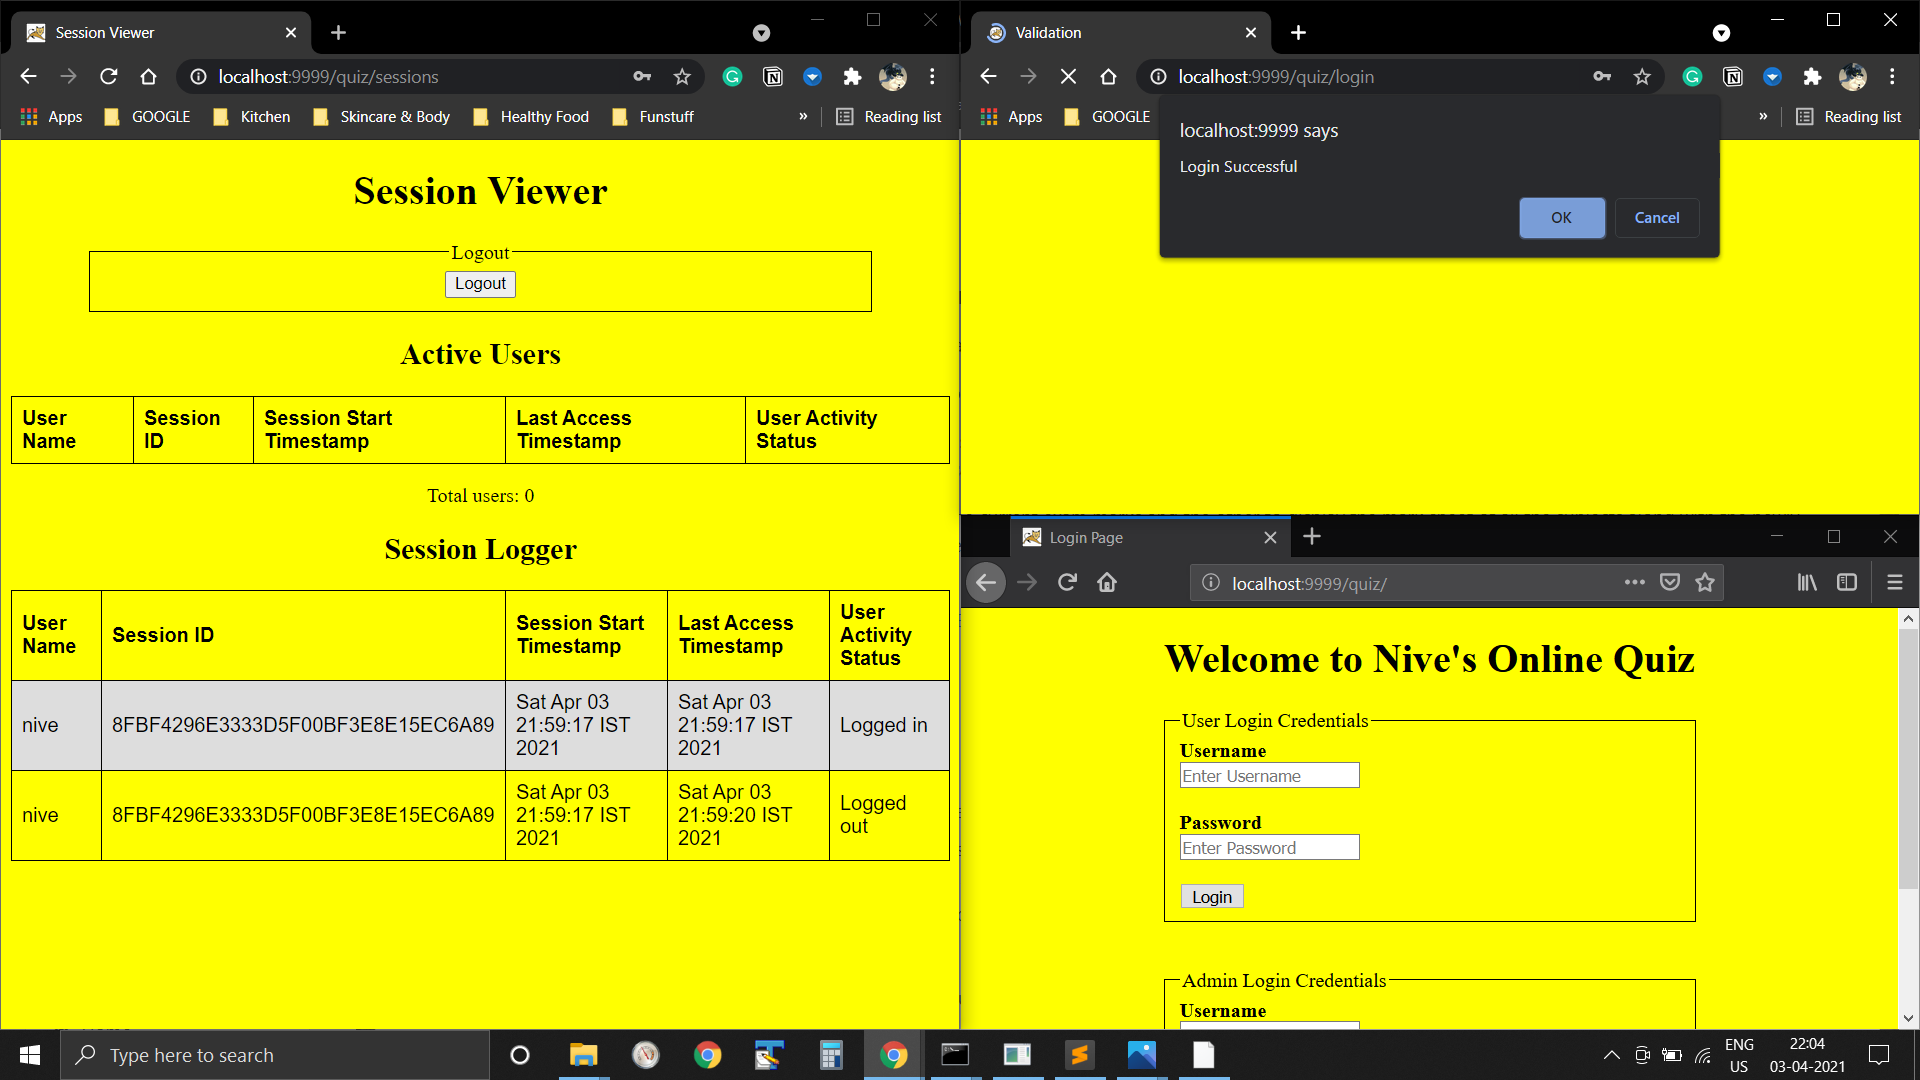 Session Viewer
localhost:9999/quiz/sessions
Apps GOOGLE Kitchen Skincare & Body Healthy Food Funstuff » Reading list
Session Viewer
Logout
Logout
Active Users
User Name Session ID Session Start Timestamp Last Access Timestamp User Activity Status
Total users: 0
Session Logger
User Name Session ID Session Start Timestamp Last Access Timestamp User Activity Status
nive 8FBF4296E3333D5F00BF3E8E15EC6A89 Sat Apr 03 21:59:17 IST 2021 Sat Apr 03 21:59:17 IST 2021 Logged in
nive 8FBF4296E3333D5F00BF3E8E15EC6A89 Sat Apr 03 21:59:17 IST 2021 Sat Apr 03 21:59:20 IST 2021 Logged out
Validation
localhost:9999/quiz/login
Apps GOOGLE » Reading list
localhost:9999 says
Login Successful
OK Cancel
Login Page
localhost:9999/quiz/
Welcome to Nive's Online Quiz
User Login Credentials
Username
Enter Username
Password
Enter Password
Login
Admin Login Credentials
Username
Type here to search
ENG
US
22:04
03-04-2021